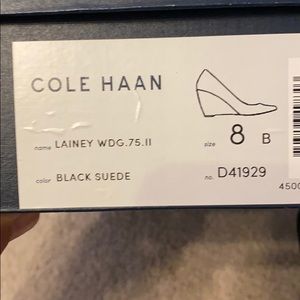 COLE HAAN
name LAINEY WDG.75.II
size 8 B
color BLACK SUEDE
no. D41929
4500